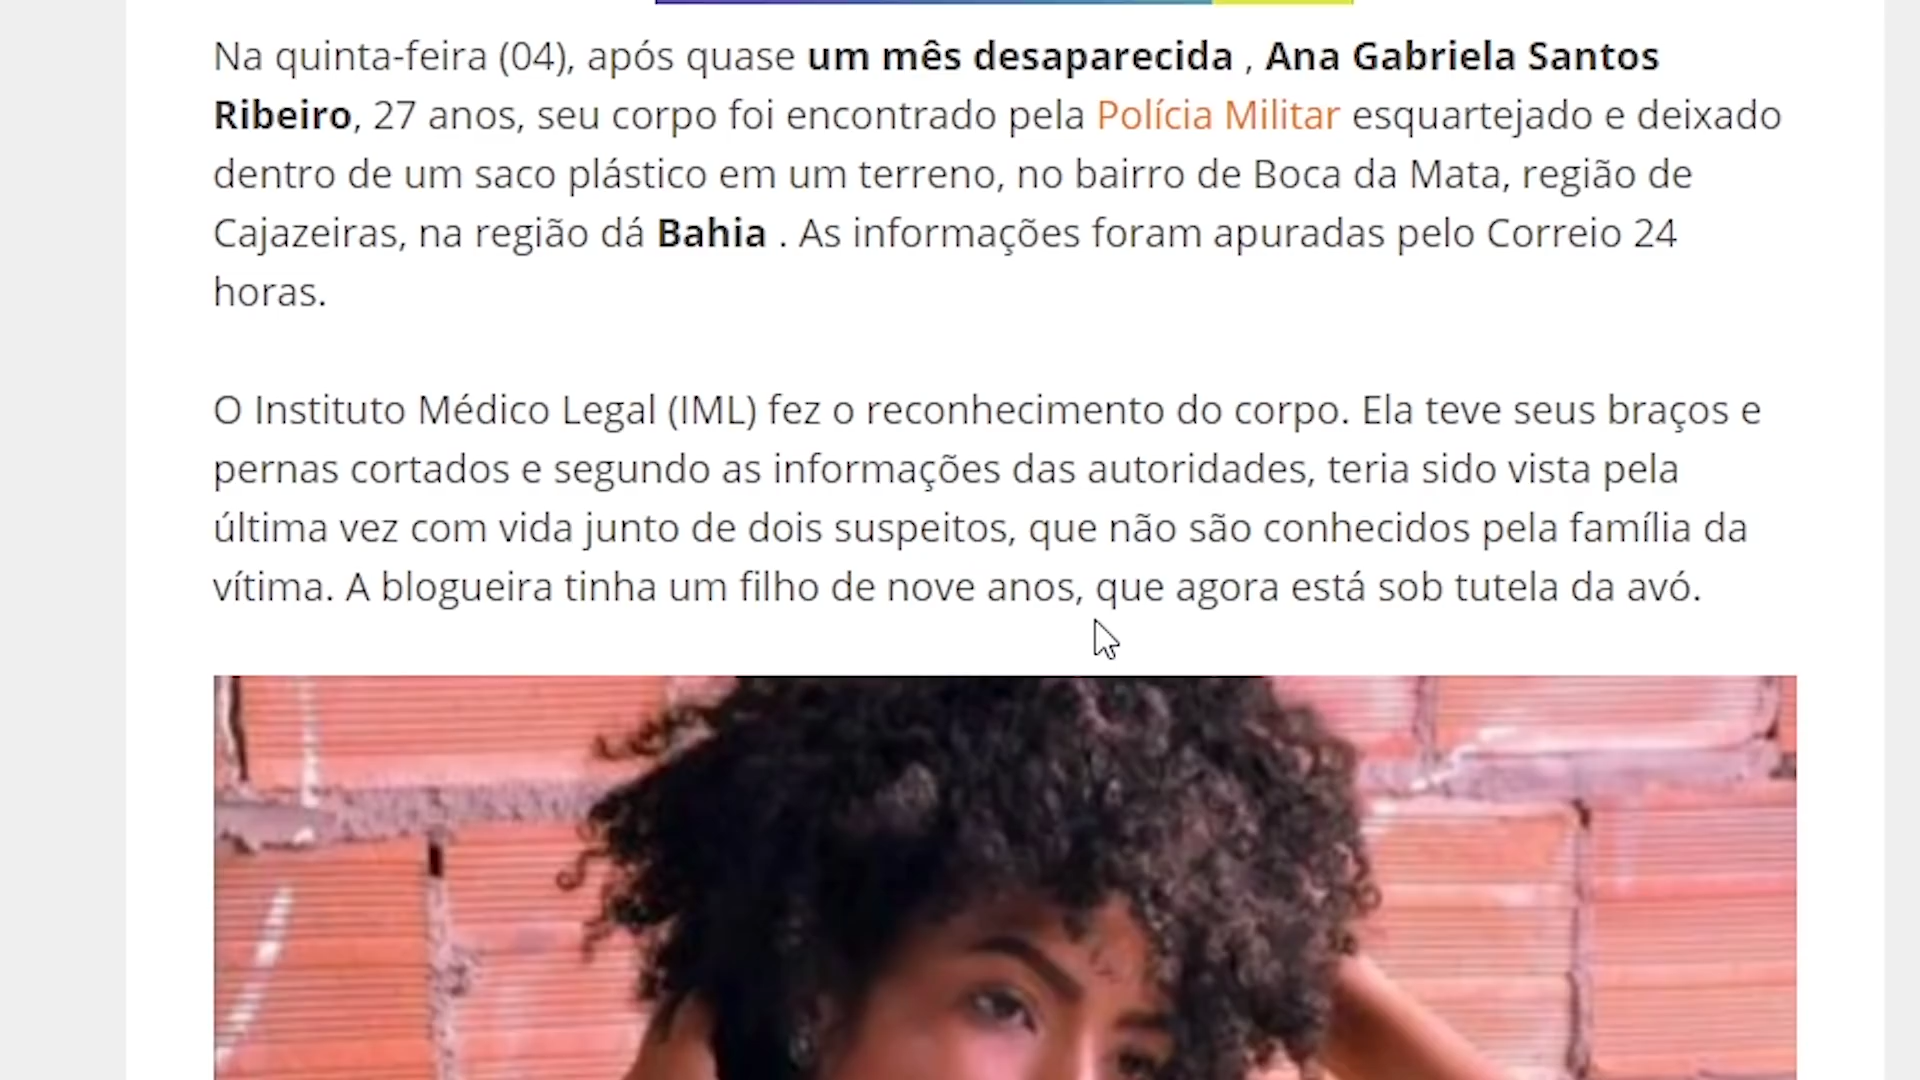 Na quinta-feira (04), após quase um mês desaparecida , Ana Gabriela Santos
Ribeiro, 27 anos, seu corpo foi encontrado pela Polícia Militar esquartejado e deixado
dentro de um saco plástico em um terreno, no bairro de Boca da Mata, região de
Cajazeiras, na região dá Bahia . As informações foram apuradas pelo Correio 24
horas.
O Instituto Médico Legal (IML) fez o reconhecimento do corpo. Ela teve seus braços e
pernas cortados e segundo as informações das autoridades, teria sido vista pela
última vez com vida junto de dois suspeitos, que não são conhecidos pela família da
vítima. A blogueira tinha um filho de nove anos, que agora está sob tutela da avó.